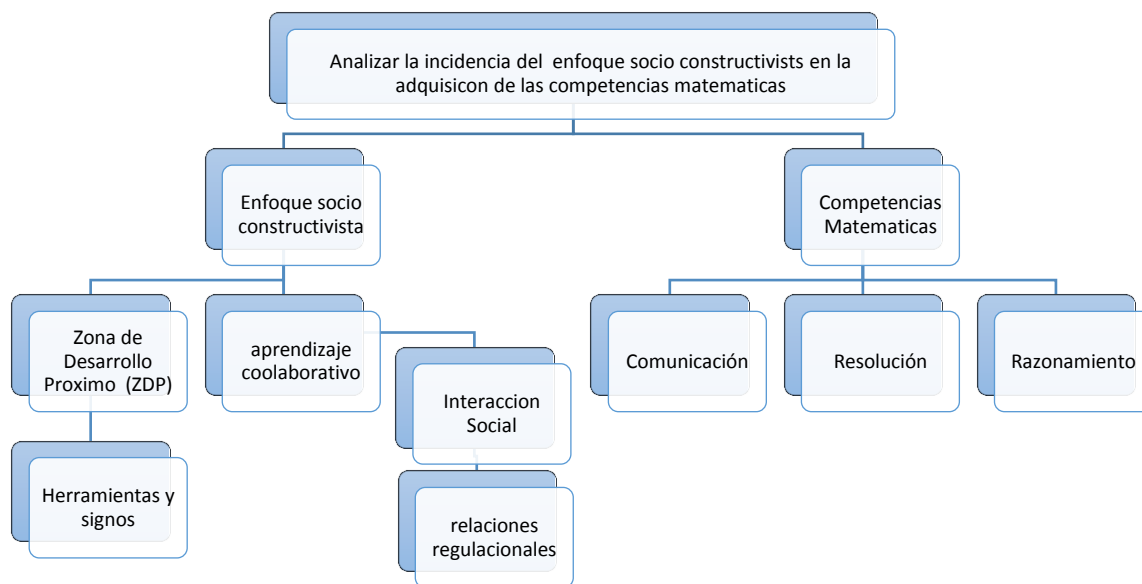 Analizar la incidencia del enfoque socio constructivists en la
adquisicon de las competencias matematicas
Enfoque socio
constructivista
Competencias
Matematicas
Zona de
Desarrollo
Proximo (ZDP)
aprendizaje
coolaborativo
Interaccion
Social
Comunicación
Resolución
Razonamiento
Herramientas y
signos
relaciones
regulacionales